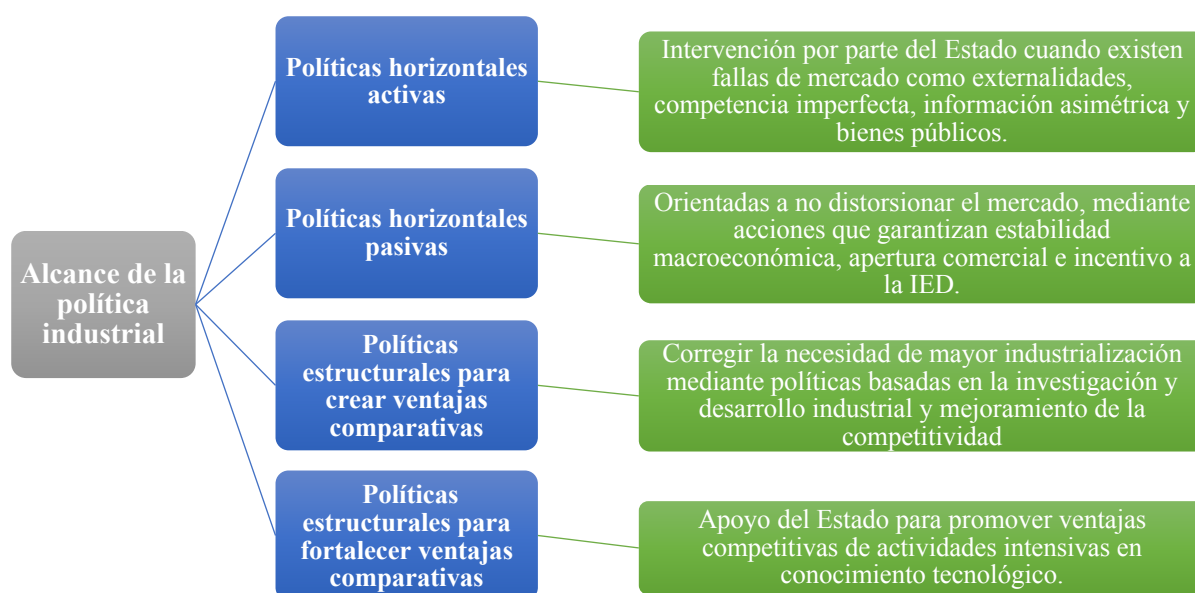 Alcance de la
política
industrial
Políticas horizontales
activas
Intervención por parte del Estado cuando existen
fallas de mercado como externalidades,
competencia imperfecta, información asimétrica y
bienes públicos.
Políticas horizontales
pasivas
Orientadas a no distorsionar el mercado, mediante
acciones que garantizan estabilidad
macroeconómica, apertura comercial e incentivo a
la IED.
Políticas
estructurales para
crear ventajas
comparativas
Corregir la necesidad de mayor industrialización
mediante políticas basadas en la investigación y
desarrollo industrial y mejoramiento de la
competitividad
Políticas
estructurales para
fortalecer ventajas
comparativas
Apoyo del Estado para promover ventajas
competitivas de actividades intensivas en
conocimiento tecnológico.